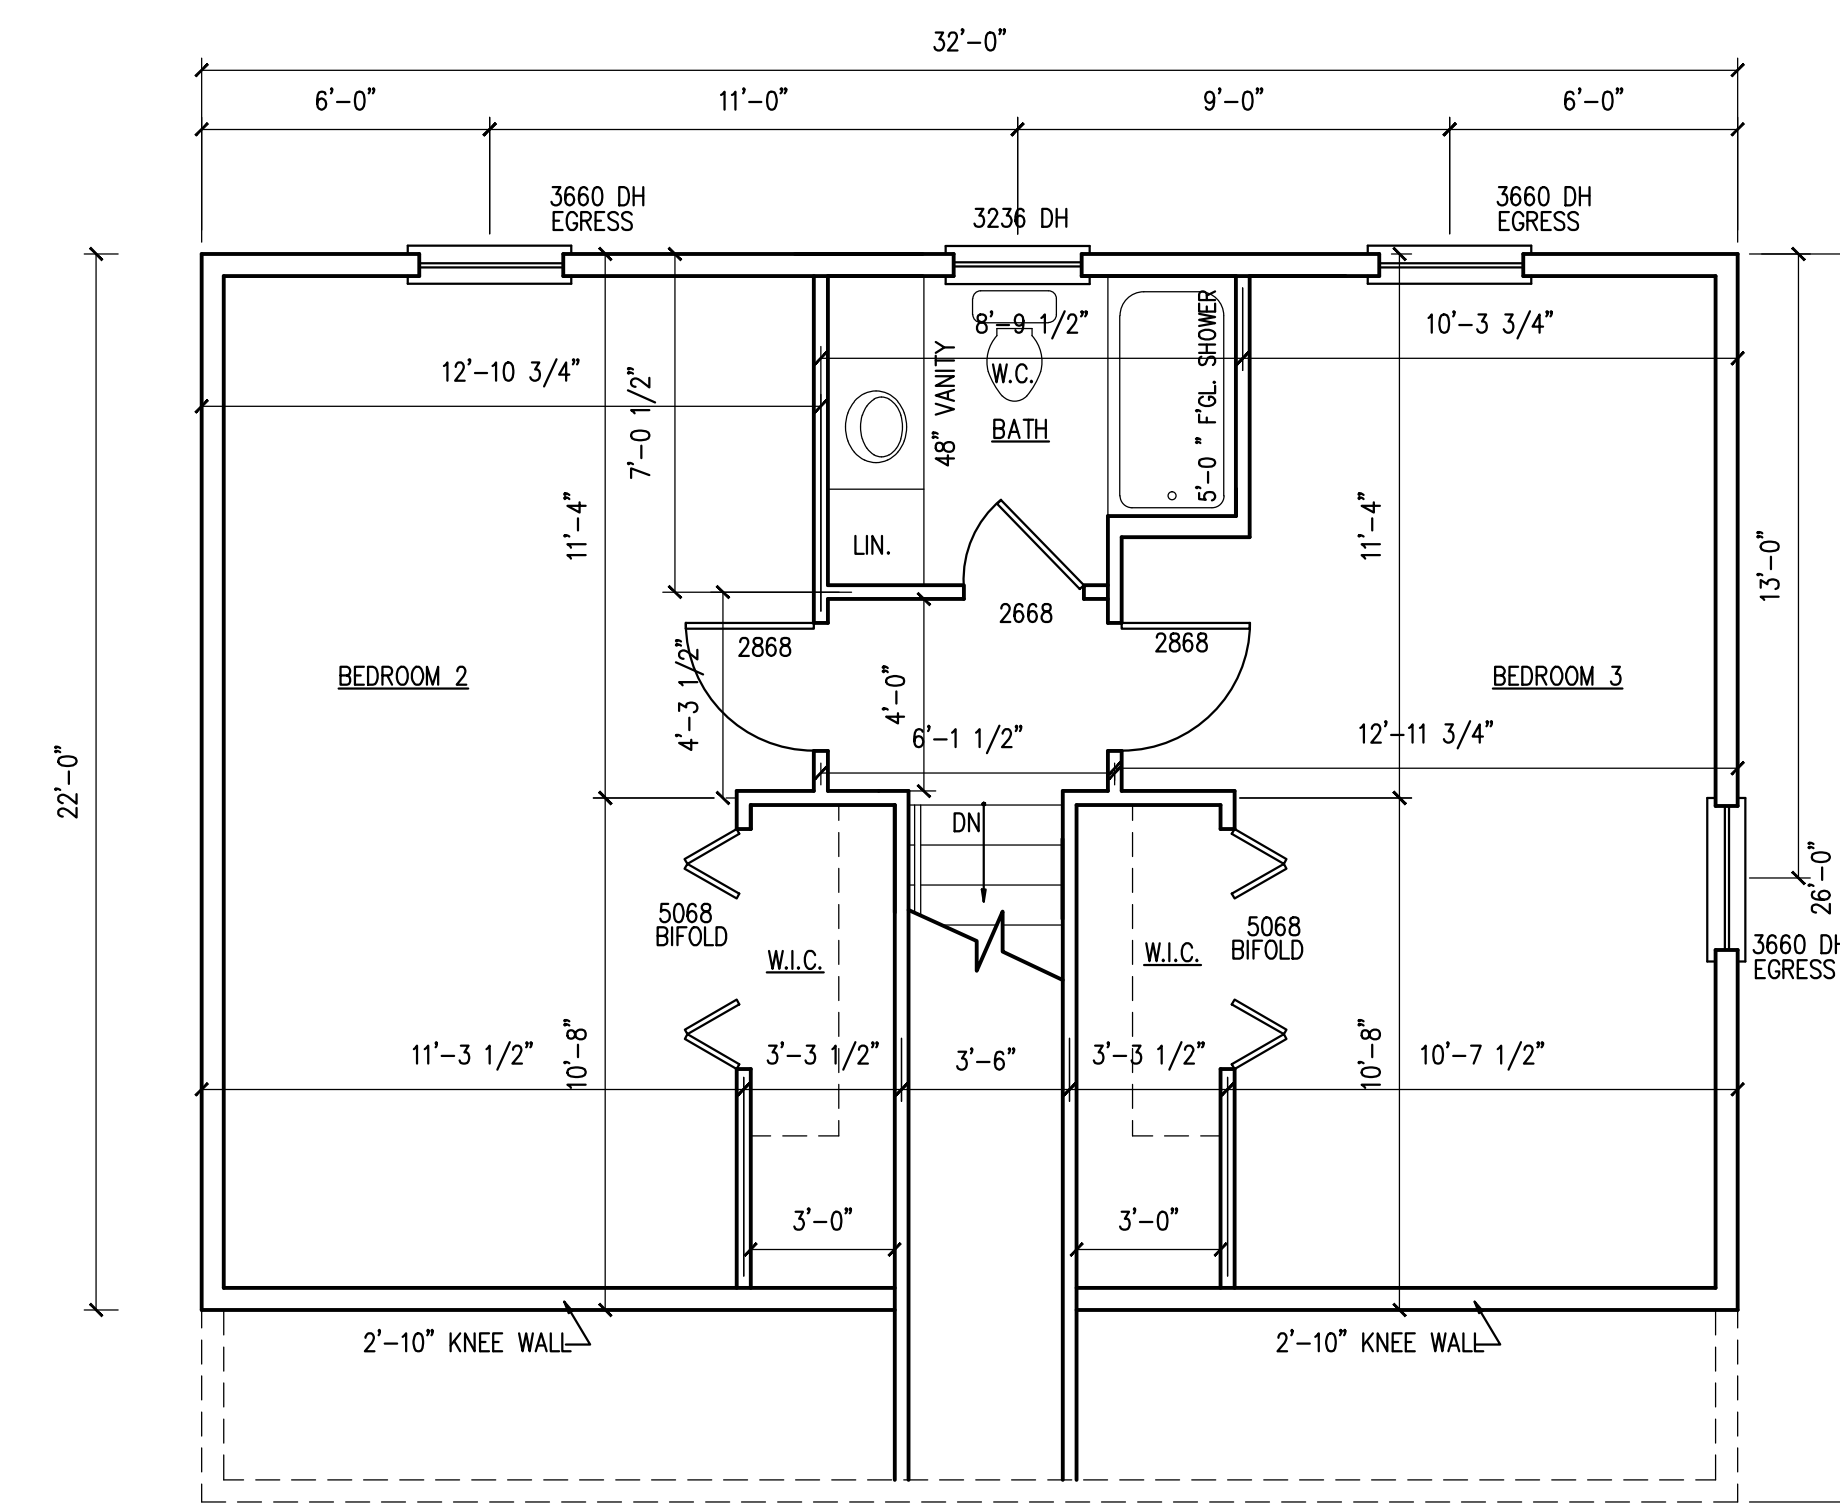 32'-0"
6'-0"
11'-0"
9'-0"
6'-0"
3660 DH
EGRESS
3236 DH
3660 DH
EGRESS
12'-10 3/4"
7'-0 1/2"
11'-4"
48" VANITY
8'-9 1/2"
W.C.
BATH
5'-0 " F'GL. SHOWER
10'-3 3/4"
11'-4"
13'-0"
LIN.
2868
2668
2868
BEDROOM 2
4'-3 1/2"
4'-0"
6'-1 1/2"
BEDROOM 3
12'-11 3/4"
22'-0"
DN
26'-0"
5068
BIFOLD
W.I.C.
W.I.C.
5068
BIFOLD
3660 DH
EGRESS
11'-3 1/2"
10'-8"
3'-3 1/2"
3'-6"
3'-3 1/2"
10'-8"
10'-7 1/2"
3'-0"
3'-0"
2'-10" KNEE WALL
2'-10" KNEE WALL